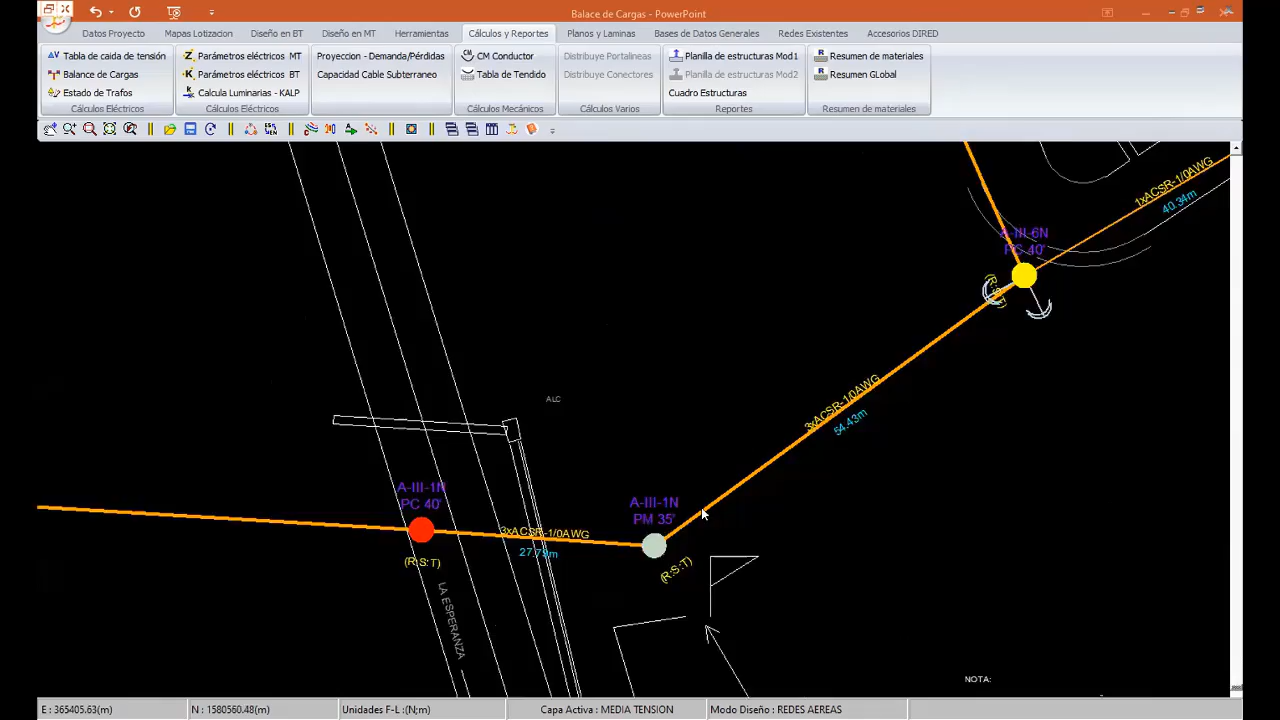 Balace de Cargas - PowerPoint
Datos Proyecto Mapas Lotizacion Diseño en BT Diseño en MT Herramientas Cálculos y Reportes Planos y Laminas Bases de Datos Generales Redes Existentes Accesorios DIRED
Tabla de caida de tensión
Balance de Cargas
Estado de Trafos
Cálculos Eléctricos
Parámetros eléctricos MT
Parámetros eléctricos BT
Calcula Luminarias - KALP
Cálculos Eléctricos
Proyeccion - Demanda/Pérdidas
Capacidad Cable Subterraneo
CM Conductor
Tabla de Tendido
Cálculos Mecánicos
Distribuye Portalineas
Distribuye Conectores
Cálculos Varios
Planilla de estructuras Mod1
Planilla de estructuras Mod2
Cuadro Estructuras
Reportes
Resumen de materiales
Resumen GLobal
Resumen de materiales
1xACSR-1/0AWG
40.34m
A-III-6N
PS 40'
(R:S:T)
3xACSR-1/0AWG
54.43m
ALC
A-III-1N
PC 40'
(R:S:T)
3xACSR-1/0AWG
27.79m
A-III-1N
PM 35'
(R:S:T)
LA ESPERANZA
NOTA:
E : 365405.63(m) N : 1580560.48(m) Unidades F-L :(N;m) Capa Activa : MEDIA TENSION Modo Diseño : REDES AEREAS